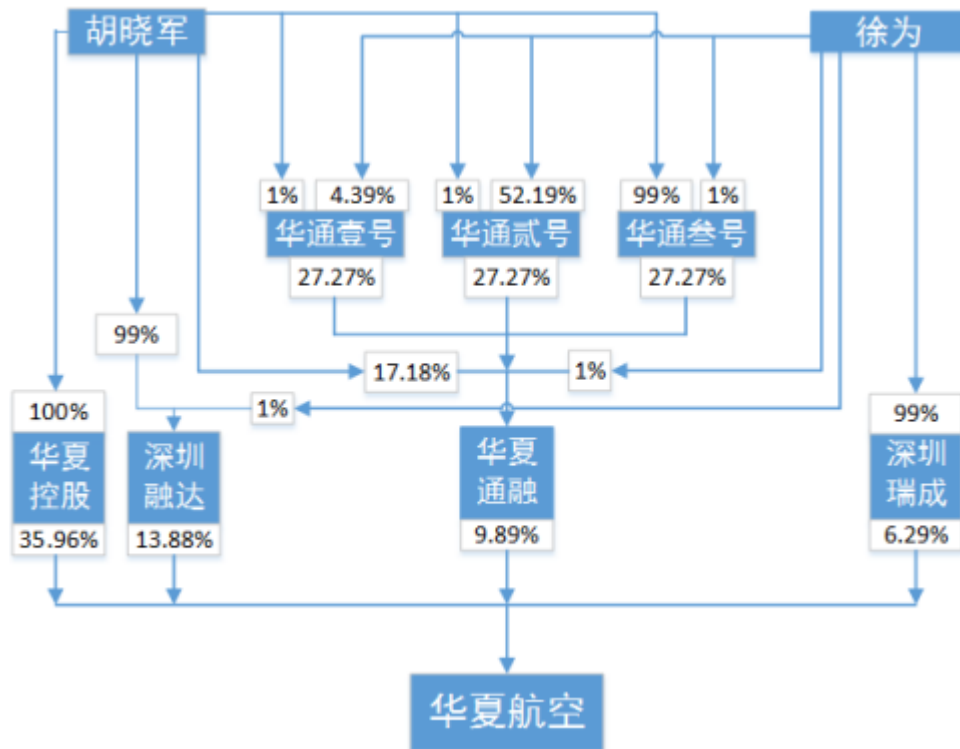 胡晓军
徐为
1%
4.39%
1%
52.19%
99%
1%
华通壹号
华通贰号
华通叁号
27.27%
27.27%
27.27%
99%
17.18%
1%
100%
1%
99%
华夏
控股
深圳
融达
华夏
通融
深圳
瑞成
35.96%
13.88%
9.89%
6.29%
华夏航空